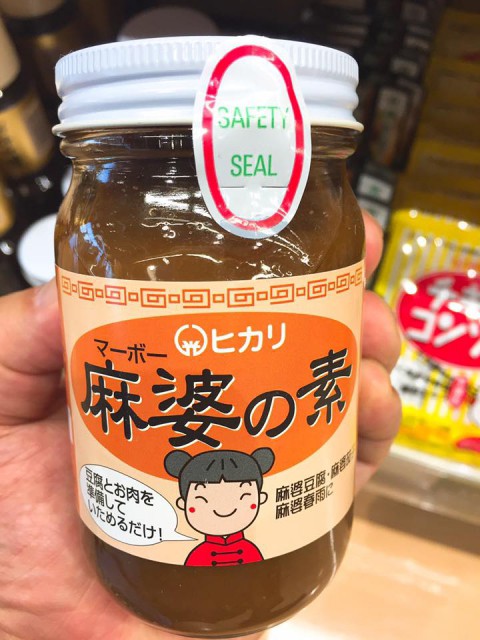 SAFETY
SEAL
ヒカリ
マーボー
麻婆の素
豆腐とお肉を
準備して
いためるだけ!
麻婆豆腐・麻婆茄
麻婆春雨に
コン